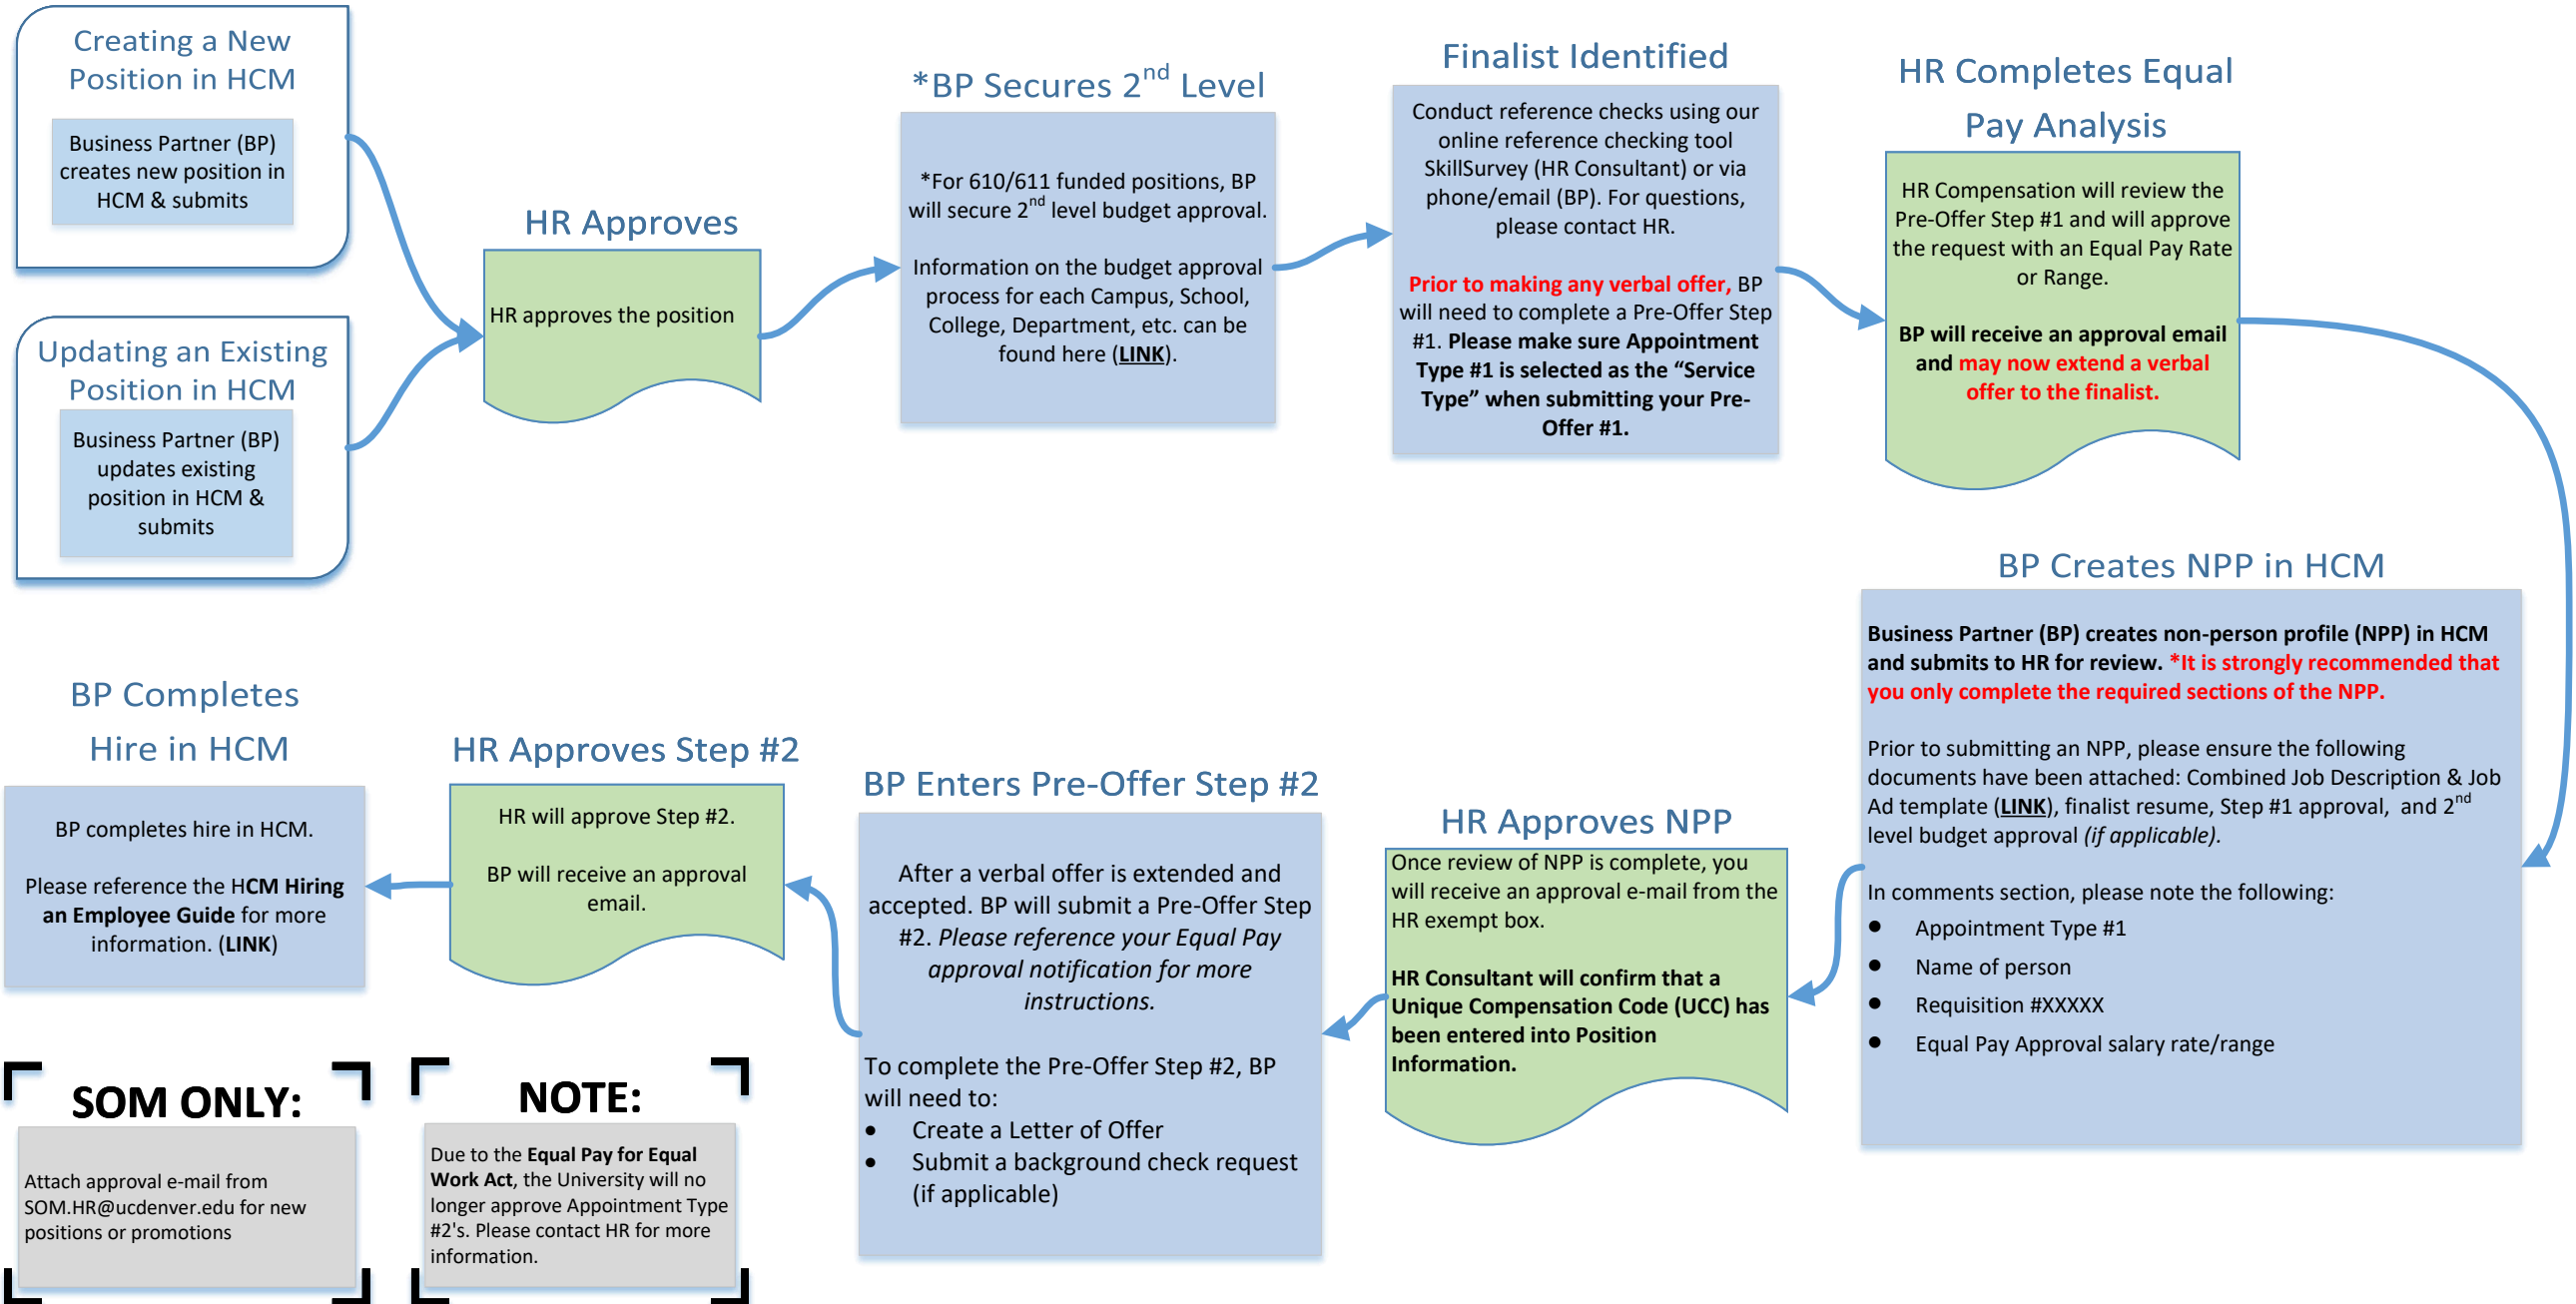 Creating a New
Position in HCM
Business Partner (BP)
creates new position in
HCM & submits
Updating an Existing
Position in HCM
Business Partner (BP)
updates existing
position in HCM &
submits
HR Approves
HR approves the position
*BP Secures 2nd Level
*For 610/611 funded positions, BP
will secure 2nd level budget approval.
Information on the budget approval
process for each Campus, School,
College, Department, etc. can be
found here (LINK).
Finalist Identified
Conduct reference checks using our
online reference checking tool
SkillSurvey (HR Consultant) or via
phone/email (BP). For questions,
please contact HR.
Prior to making any verbal offer, BP
will need to complete a Pre-Offer Step
#1. Please make sure Appointment
Type #1 is selected as the “Service
Type” when submitting your Pre-
Offer #1.
HR Completes Equal
Pay Analysis
HR Compensation will review the
Pre-Offer Step #1 and will approve
the request with an Equal Pay Rate
or Range.
BP will receive an approval email
and may now extend a verbal
offer to the finalist.
BP Creates NPP in HCM
Business Partner (BP) creates non-person profile (NPP) in HCM
and submits to HR for review. *It is strongly recommended that
you only complete the required sections of the NPP.
Prior to submitting an NPP, please ensure the following
documents have been attached: Combined Job Description & Job
Ad template (LINK), finalist resume, Step #1 approval, and 2nd
level budget approval (if applicable).
In comments section, please note the following:
● Appointment Type #1
● Name of person
● Requisition #XXXXX
● Equal Pay Approval salary rate/range
HR Approves NPP
Once review of NPP is complete, you
will receive an approval e-mail from the
HR exempt box.
HR Consultant will confirm that a
Unique Compensation Code (UCC) has
been entered into Position
Information.
BP Enters Pre-Offer Step #2
After a verbal offer is extended and
accepted. BP will submit a Pre-Offer Step
#2. Please reference your Equal Pay
approval notification for more
instructions.
To complete the Pre-Offer Step #2, BP
will need to:
● Create a Letter of Offer
● Submit a background check request
(if applicable)
HR Approves Step #2
HR will approve Step #2.
BP will receive an approval
email.
BP Completes
Hire in HCM
BP completes hire in HCM.
Please reference the HCM Hiring
an Employee Guide for more
information. (LINK)
SOM ONLY:
Attach approval e-mail from
SOM.HR@ucdenver.edu for new
positions or promotions
NOTE:
Due to the Equal Pay for Equal
Work Act, the University will no
longer approve Appointment Type
#2's. Please contact HR for more
information.